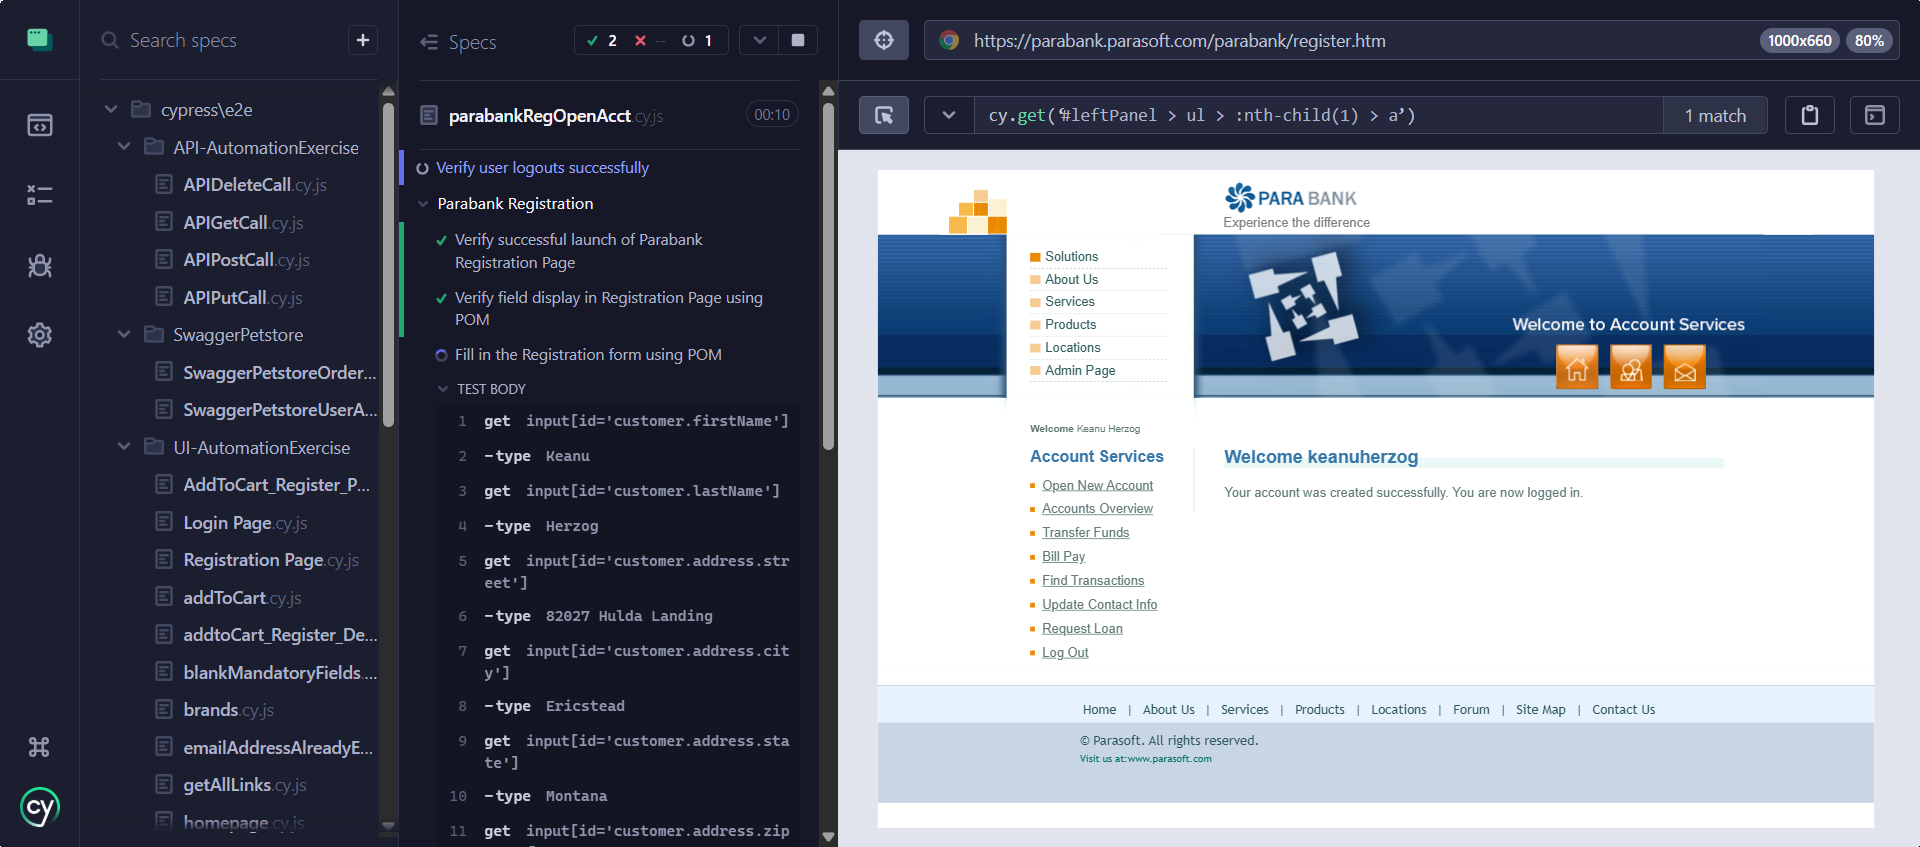 Search specs
+
cypress\e2e
API-AutomationExercise
APIDeleteCall.cy.js
APIGetCall.cy.js
APIPostCall.cy.js
APIPutCall.cy.js
SwaggerPetstore
SwaggerPetstoreOrder...
SwaggerPetstoreUserA...
UI-AutomationExercise
AddToCart_Register_P...
Login Page.cy.js
Registration Page.cy.js
addToCart.cy.js
addtoCart_Register_De...
blankMandatoryFields....
brands.cy.js
emailAddressAlreadyE...
getAllLinks.cy.js
homepage.cy.js
cy
Specs
2 -- 1
parabankRegOpenAcct.cy.js 00:10
Verify user logouts successfully
Parabank Registration
Verify successful launch of Parabank
Registration Page
Verify field display in Registration Page using
POM
Fill in the Registration form using POM
TEST BODY
1 get input[id='customer.firstName']
2 -type Keanu
3 get input[id='customer.lastName']
4 -type Herzog
5 get input[id='customer.address.str
eet']
6 -type 82027 Hulda Landing
7 get input[id='customer.address.cit
y']
8 -type Ericstead
9 get input[id='customer.address.sta
te']
10 -type Montana
11 get input[id='customer.address.zip
https://parabank.parasoft.com/parabank/register.htm 1000x660 80%
cy.get('#leftPanel > ul > :nth-child(1) > a') 1 match
PARA BANK
Experience the difference
Solutions
About Us
Services
Products
Locations
Admin Page
Welcome to Account Services
Welcome Keanu Herzog
Account Services
Open New Account
Accounts Overview
Transfer Funds
Bill Pay
Find Transactions
Update Contact Info
Request Loan
Log Out
Welcome keanuherzog
Your account was created successfully. You are now logged in.
Home | About Us | Services | Products | Locations | Forum | Site Map | Contact Us
© Parasoft. All rights reserved.
Visit us at:www.parasoft.com